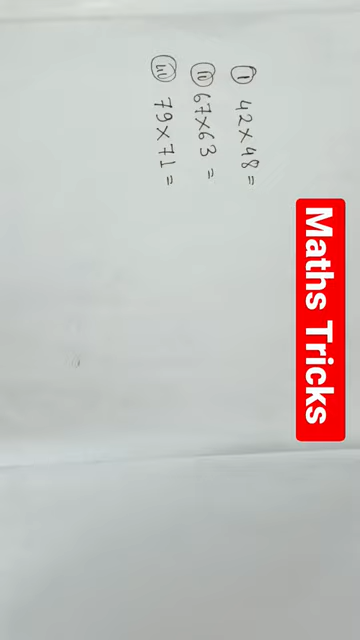 Maths Tricks
(i) 42×48=
(ii) 67×63 =
(iii) 79×71=